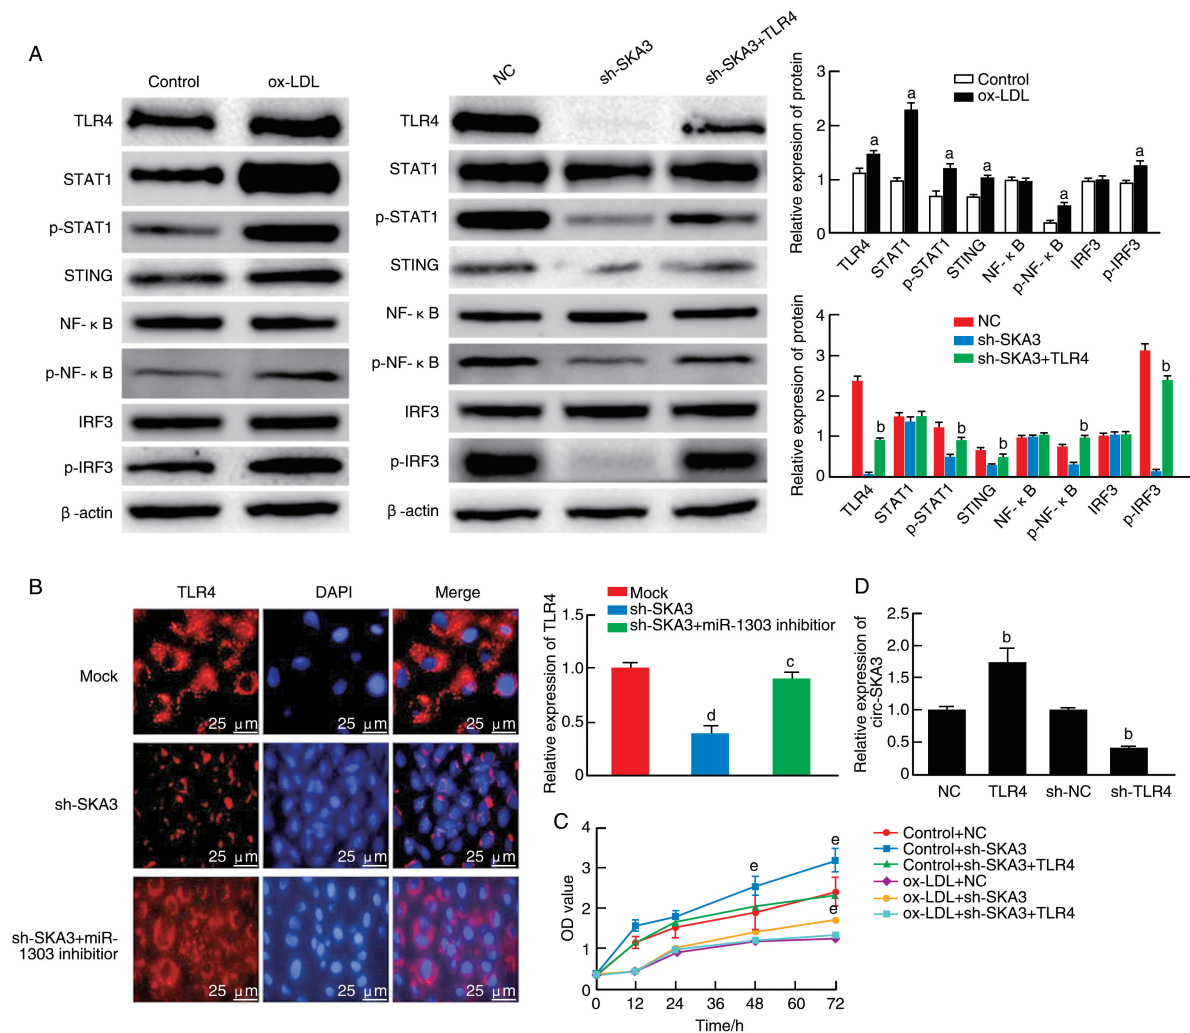 A
Control
ox-LDL
TLR4
STAT1
p-STAT1
STING
NF-κB
p-NF-κB
IRF3
p-IRF3
β-actin
NC
sh-SKA3
sh-SKA3+TLR4
TLR4
STAT1
p-STAT1
STING
NF-κB
p-NF-κB
IRF3
p-IRF3
β-actin
Relative expression of protein
3
2
1
0
Control
ox-LDL
a
a
a
a
a
a
TLR4
STAT1
p-STAT1
STING
NF-κB
p-NF-κB
IRF3
p-IRF3
Relative expresion of protein
4
3
2
1
0
NC
sh-SKA3
sh-SKA3+TLR4
b
b
b
b
b
TLR4
STAT1
p-STAT1
STING
NF-κB
p-NF-κB
IRF3
p-IRF3
B
TLR4
DAPI
Merge
Mock
25 μm
25 μm
25 μm
sh-SKA3
25 μm
25 μm
25 μm
sh-SKA3+miR-
1303 inhibitior
25 μm
25 μm
25 μm
Relative expression of TLR4
1.5
1.0
0.5
0
Mock
sh-SKA3
sh-SKA3+miR-1303 inhibitior
d
c
D
Relative expression of
circ-SKA3
2.5
2.0
1.5
1.0
0.5
0
b
b
NC
TLR4
sh-NC
sh-TLR4
C
OD value
4
3
2
1
0
e
e
e
0
12
24
36
48
60
72
Time/h
Control+NC
Control+sh-SKA3
Control+sh-SKA3+TLR4
ox-LDL+NC
ox-LDL+sh-SKA3
ox-LDL+sh-SKA3+TLR4